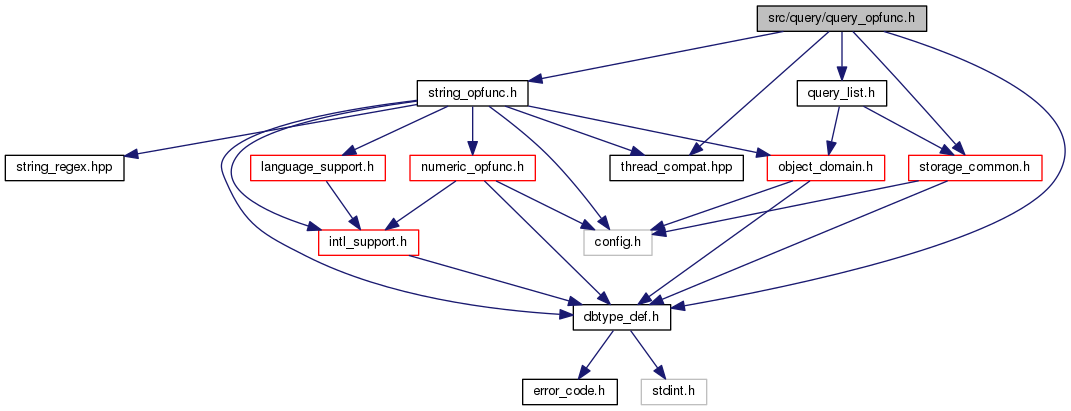 src/query/query_opfunc.h
string_opfunc.h
query_list.h
string_regex.hpp
language_support.h
numeric_opfunc.h
thread_compat.hpp
object_domain.h
storage_common.h
intl_support.h
config.h
dbtype_def.h
error_code.h
stdint.h